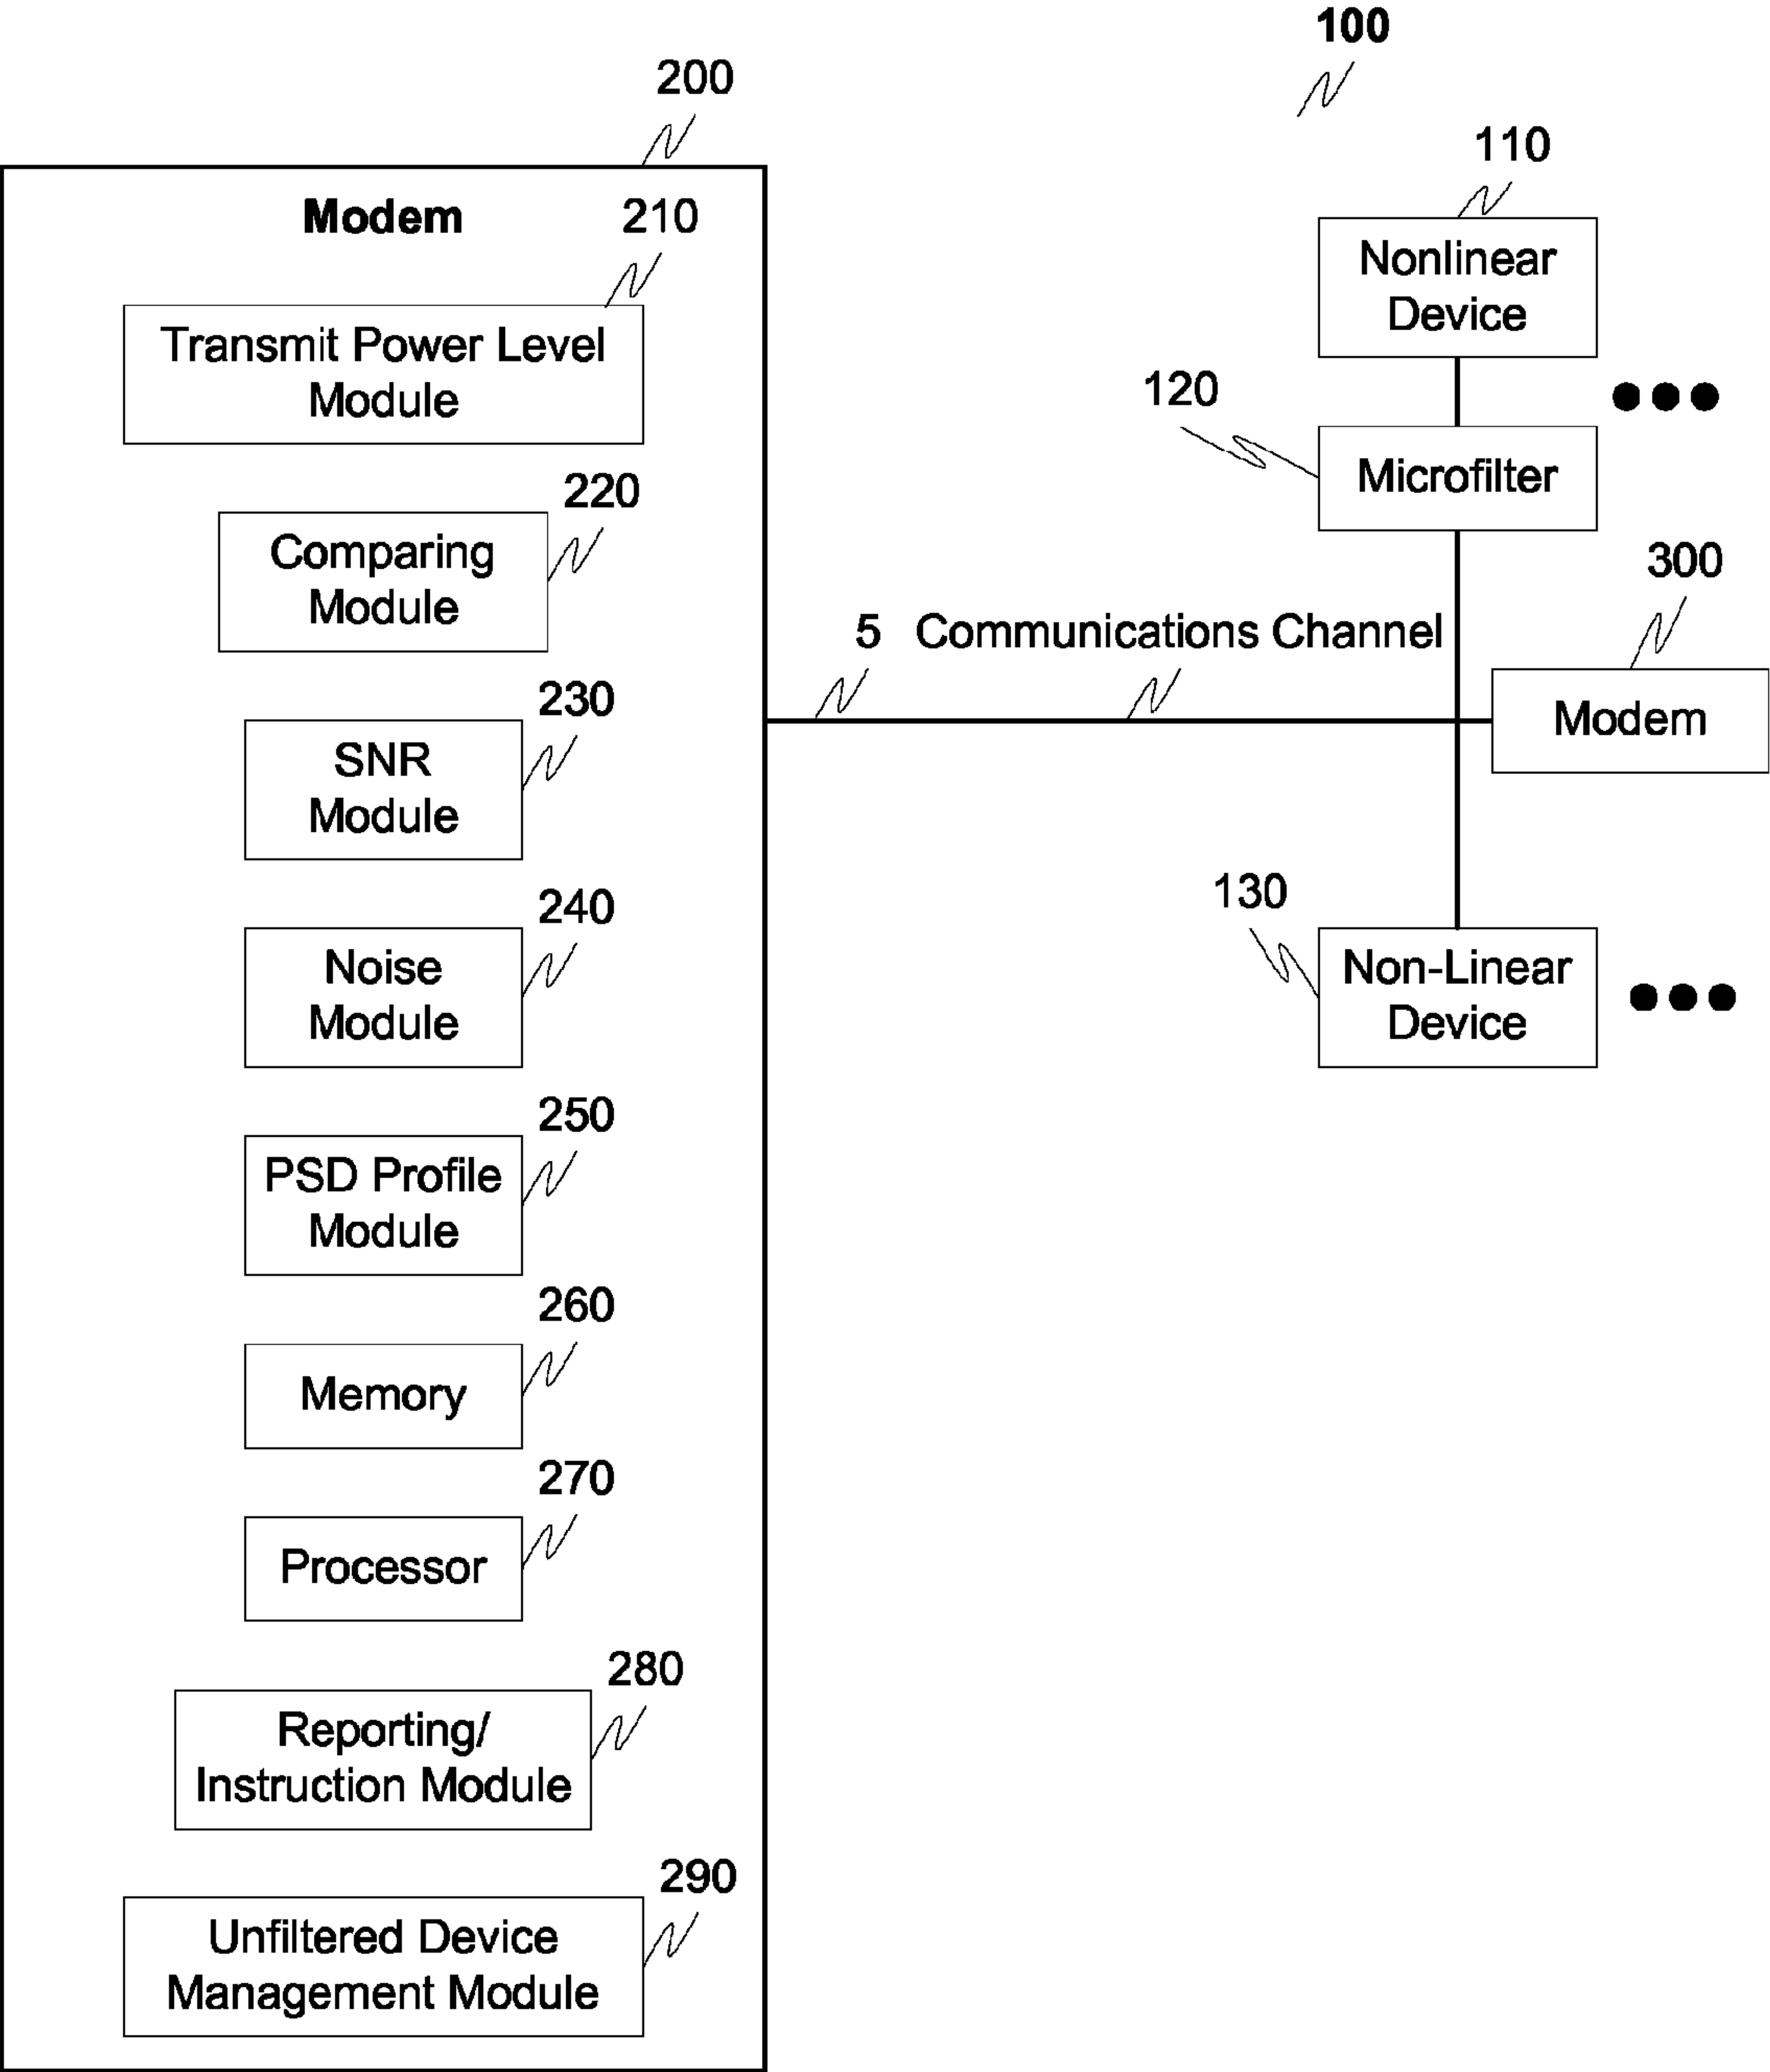 100
200
Modem
210
Transmit Power Level
Module
220
Comparing
Module
230
SNR
Module
240
Noise
Module
250
PSD Profile
Module
260
Memory
270
Processor
280
Reporting/
Instruction Module
290
Unfiltered Device
Management Module
5 Communications Channel
110
Nonlinear
Device
120
Microfilter
300
Modem
130
Non-Linear
Device